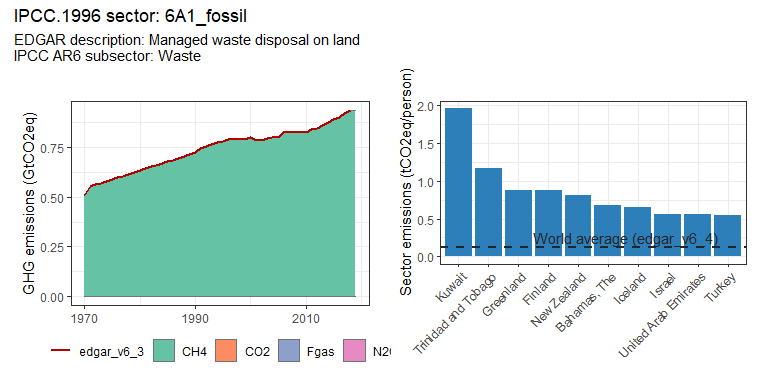 IPCC.1996 sector: 6A1_fossil
EDGAR description: Managed waste disposal on land
IPCC AR6 subsector: Waste
GHG emissions (GtCO2eq)
0.75
0.50
0.25
0.00
1970
1990
2010
edgar_v6_3
CH4
CO2
Fgas
Sector emissions (tCO2eq/person)
2.0
1.5
1.0
0.5
0.0
World average (edgar_v6_4)
Kuwait
Trinidad and Tobago
Greenland
Finland
New Zealand
Bahamas, The
Iceland
Israel
United Arab Emirates
Turkey